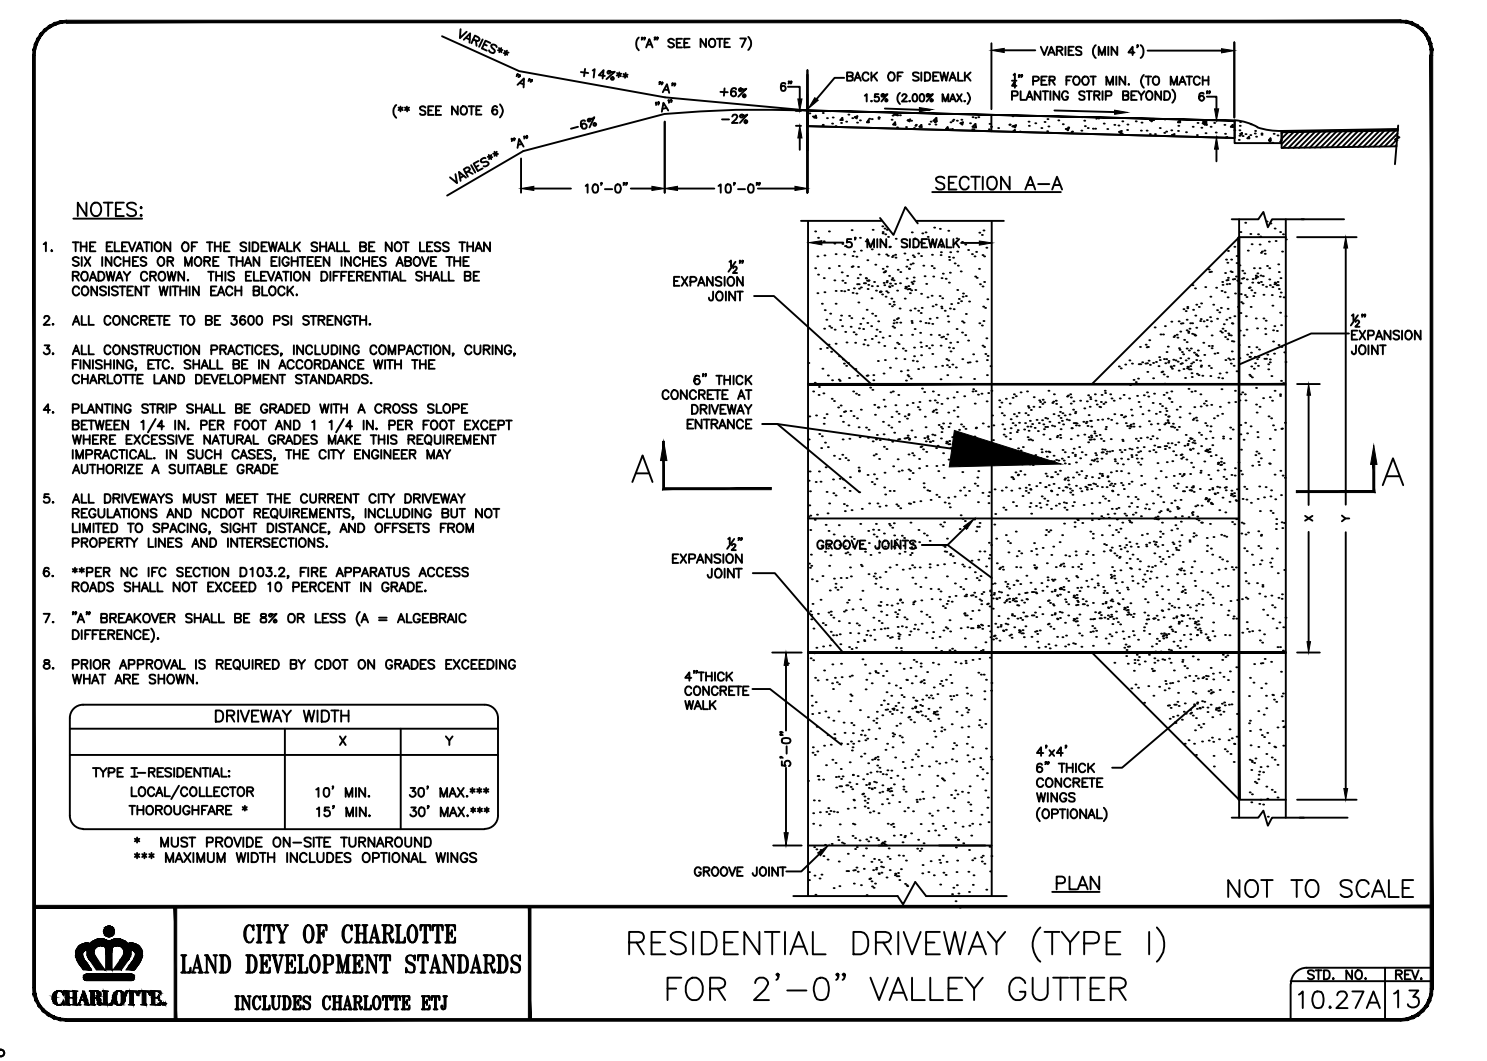 VARIES**
("A" SEE NOTE 7)
"A"
+14%**
"A"
+6%
6"
BACK OF SIDEWALK
1.5% (2.00% MAX.)
VARIES (MIN 4')
¼" PER FOOT MIN. (TO MATCH
PLANTING STRIP BEYOND)
6"
(** SEE NOTE 6)
"A"
-6%
"A"
-2%
VARIES**
10'-0"
10'-0"
SECTION A-A
NOTES:
1. THE ELEVATION OF THE SIDEWALK SHALL BE NOT LESS THAN
SIX INCHES OR MORE THAN EIGHTEEN INCHES ABOVE THE
ROADWAY CROWN. THIS ELEVATION DIFFERENTIAL SHALL BE
CONSISTENT WITHIN EACH BLOCK.
2. ALL CONCRETE TO BE 3600 PSI STRENGTH.
3. ALL CONSTRUCTION PRACTICES, INCLUDING COMPACTION, CURING,
FINISHING, ETC. SHALL BE IN ACCORDANCE WITH THE
CHARLOTTE LAND DEVELOPMENT STANDARDS.
4. PLANTING STRIP SHALL BE GRADED WITH A CROSS SLOPE
BETWEEN 1/4 IN. PER FOOT AND 1 1/4 IN. PER FOOT EXCEPT
WHERE EXCESSIVE NATURAL GRADES MAKE THIS REQUIREMENT
IMPRACTICAL. IN SUCH CASES, THE CITY ENGINEER MAY
AUTHORIZE A SUITABLE GRADE
5. ALL DRIVEWAYS MUST MEET THE CURRENT CITY DRIVEWAY
REGULATIONS AND NCDOT REQUIREMENTS, INCLUDING BUT NOT
LIMITED TO SPACING, SIGHT DISTANCE, AND OFFSETS FROM
PROPERTY LINES AND INTERSECTIONS.
6. **PER NC IFC SECTION D103.2, FIRE APPARATUS ACCESS
ROADS SHALL NOT EXCEED 10 PERCENT IN GRADE.
7. "A" BREAKOVER SHALL BE 8% OR LESS (A = ALGEBRAIC
DIFFERENCE).
8. PRIOR APPROVAL IS REQUIRED BY CDOT ON GRADES EXCEEDING
WHAT ARE SHOWN.
DRIVEWAY WIDTH
X Y
TYPE I-RESIDENTIAL:
LOCAL/COLLECTOR 10' MIN. 30' MAX.***
THOROUGHFARE * 15' MIN. 30' MAX.***
* MUST PROVIDE ON-SITE TURNAROUND
*** MAXIMUM WIDTH INCLUDES OPTIONAL WINGS
5' MIN. SIDEWALK
½"
EXPANSION
JOINT
½"
EXPANSION
JOINT
6" THICK
CONCRETE AT
DRIVEWAY
ENTRANCE
A
A
X
Y
GROOVE JOINTS
½"
EXPANSION
JOINT
4"THICK
CONCRETE
WALK
5'-0"
4'x4'
6" THICK
CONCRETE
WINGS
(OPTIONAL)
GROOVE JOINT
PLAN
NOT TO SCALE
CHARLOTTE.
CITY OF CHARLOTTE
LAND DEVELOPMENT STANDARDS
INCLUDES CHARLOTTE ETJ
RESIDENTIAL DRIVEWAY (TYPE I)
FOR 2'-0" VALLEY GUTTER
STD. NO. REV.
10.27A 13